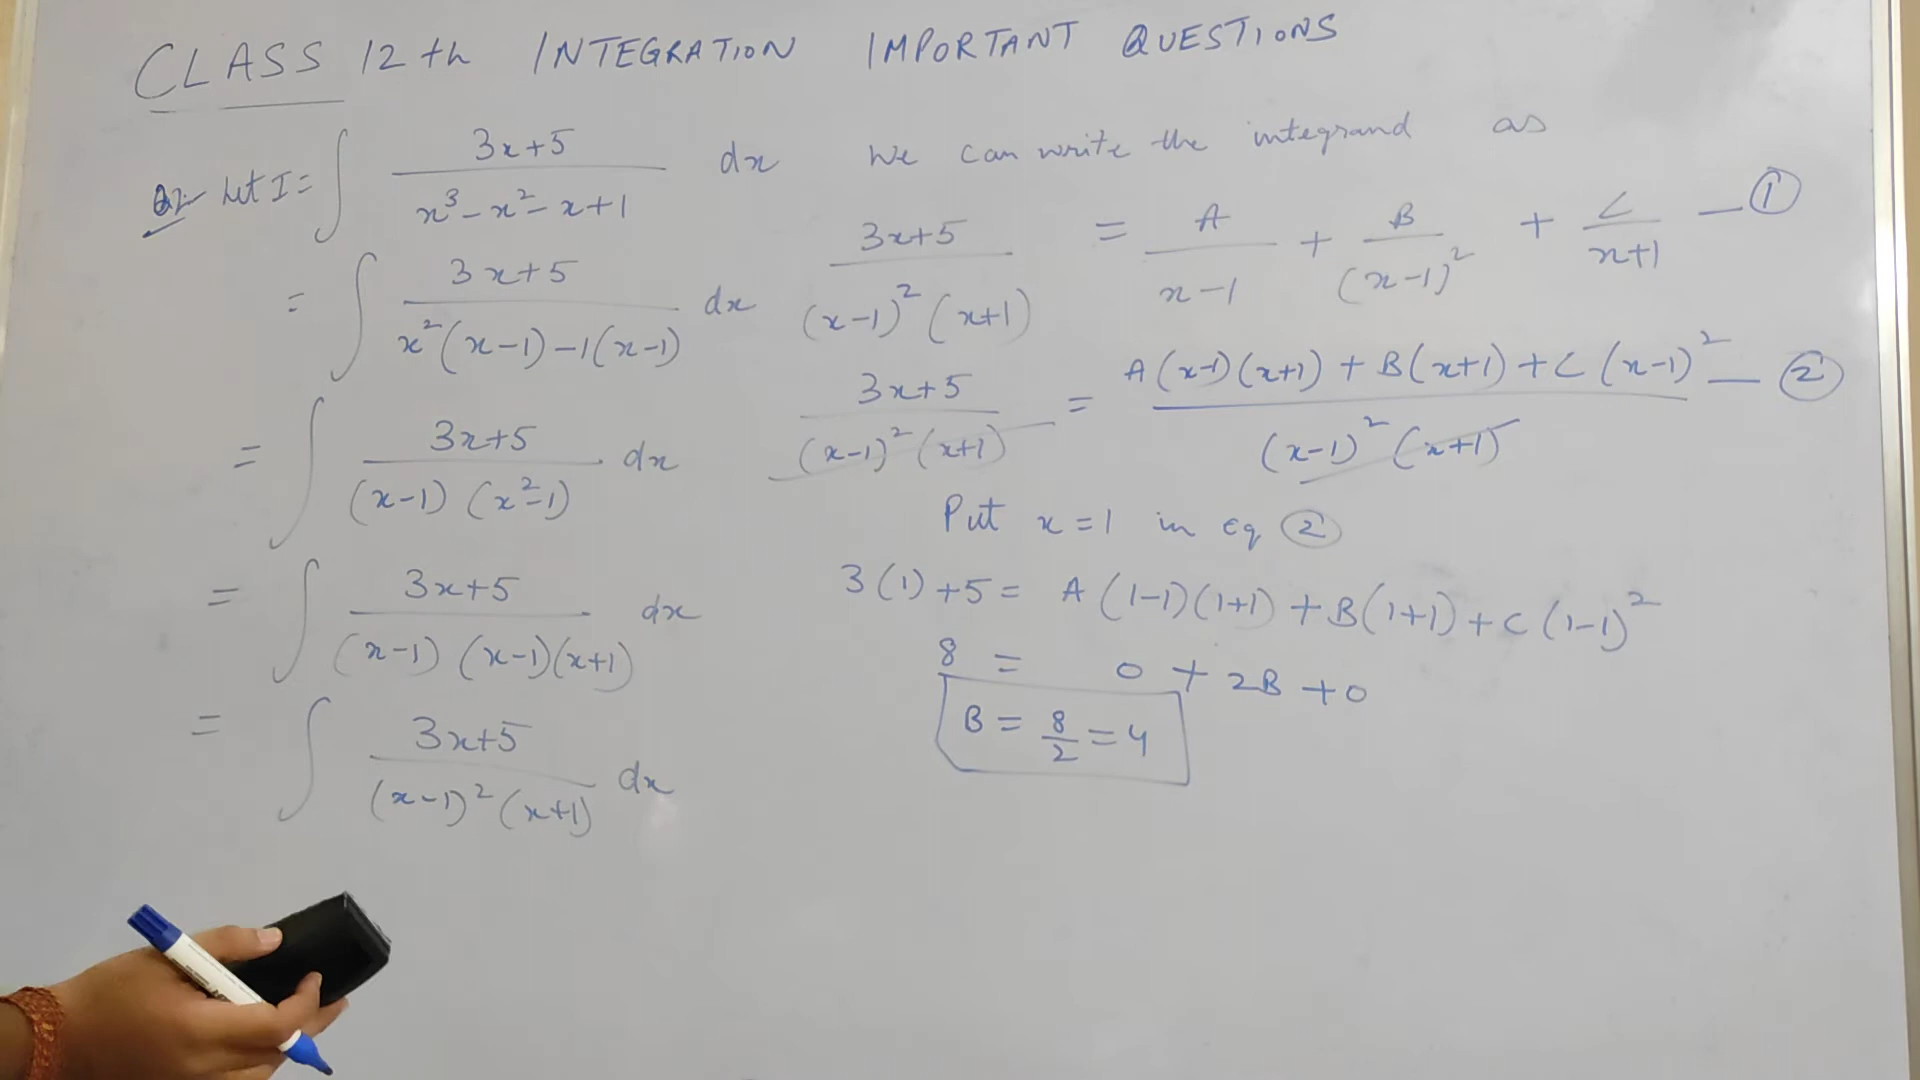 CLASS 12th INTEGRATION IMPORTANT QUESTIONS
Q2- Let I = ∫ (3x+5)/(x³-x²-x+1) dx
= ∫ (3x+5)/(x²(x-1)-1(x-1)) dx
= ∫ (3x+5)/((x-1)(x²-1)) dx
= ∫ (3x+5)/((x-1)(x-1)(x+1)) dx
= ∫ (3x+5)/((x-1)²(x+1)) dx
We can write the integrand as
(3x+5)/((x-1)²(x+1)) = A/(x-1) + B/(x-1)² + C/(x+1) — ①
(3x+5)/((x-1)²(x+1)) = (A(x-1)(x+1) + B(x+1) + C(x-1)²)/((x-1)²(x+1)) — ②
Put x=1 in eq ②
3(1)+5 = A(1-1)(1+1) + B(1+1) + C(1-1)²
8 = 0 + 2B + 0
B = 8/2 = 4